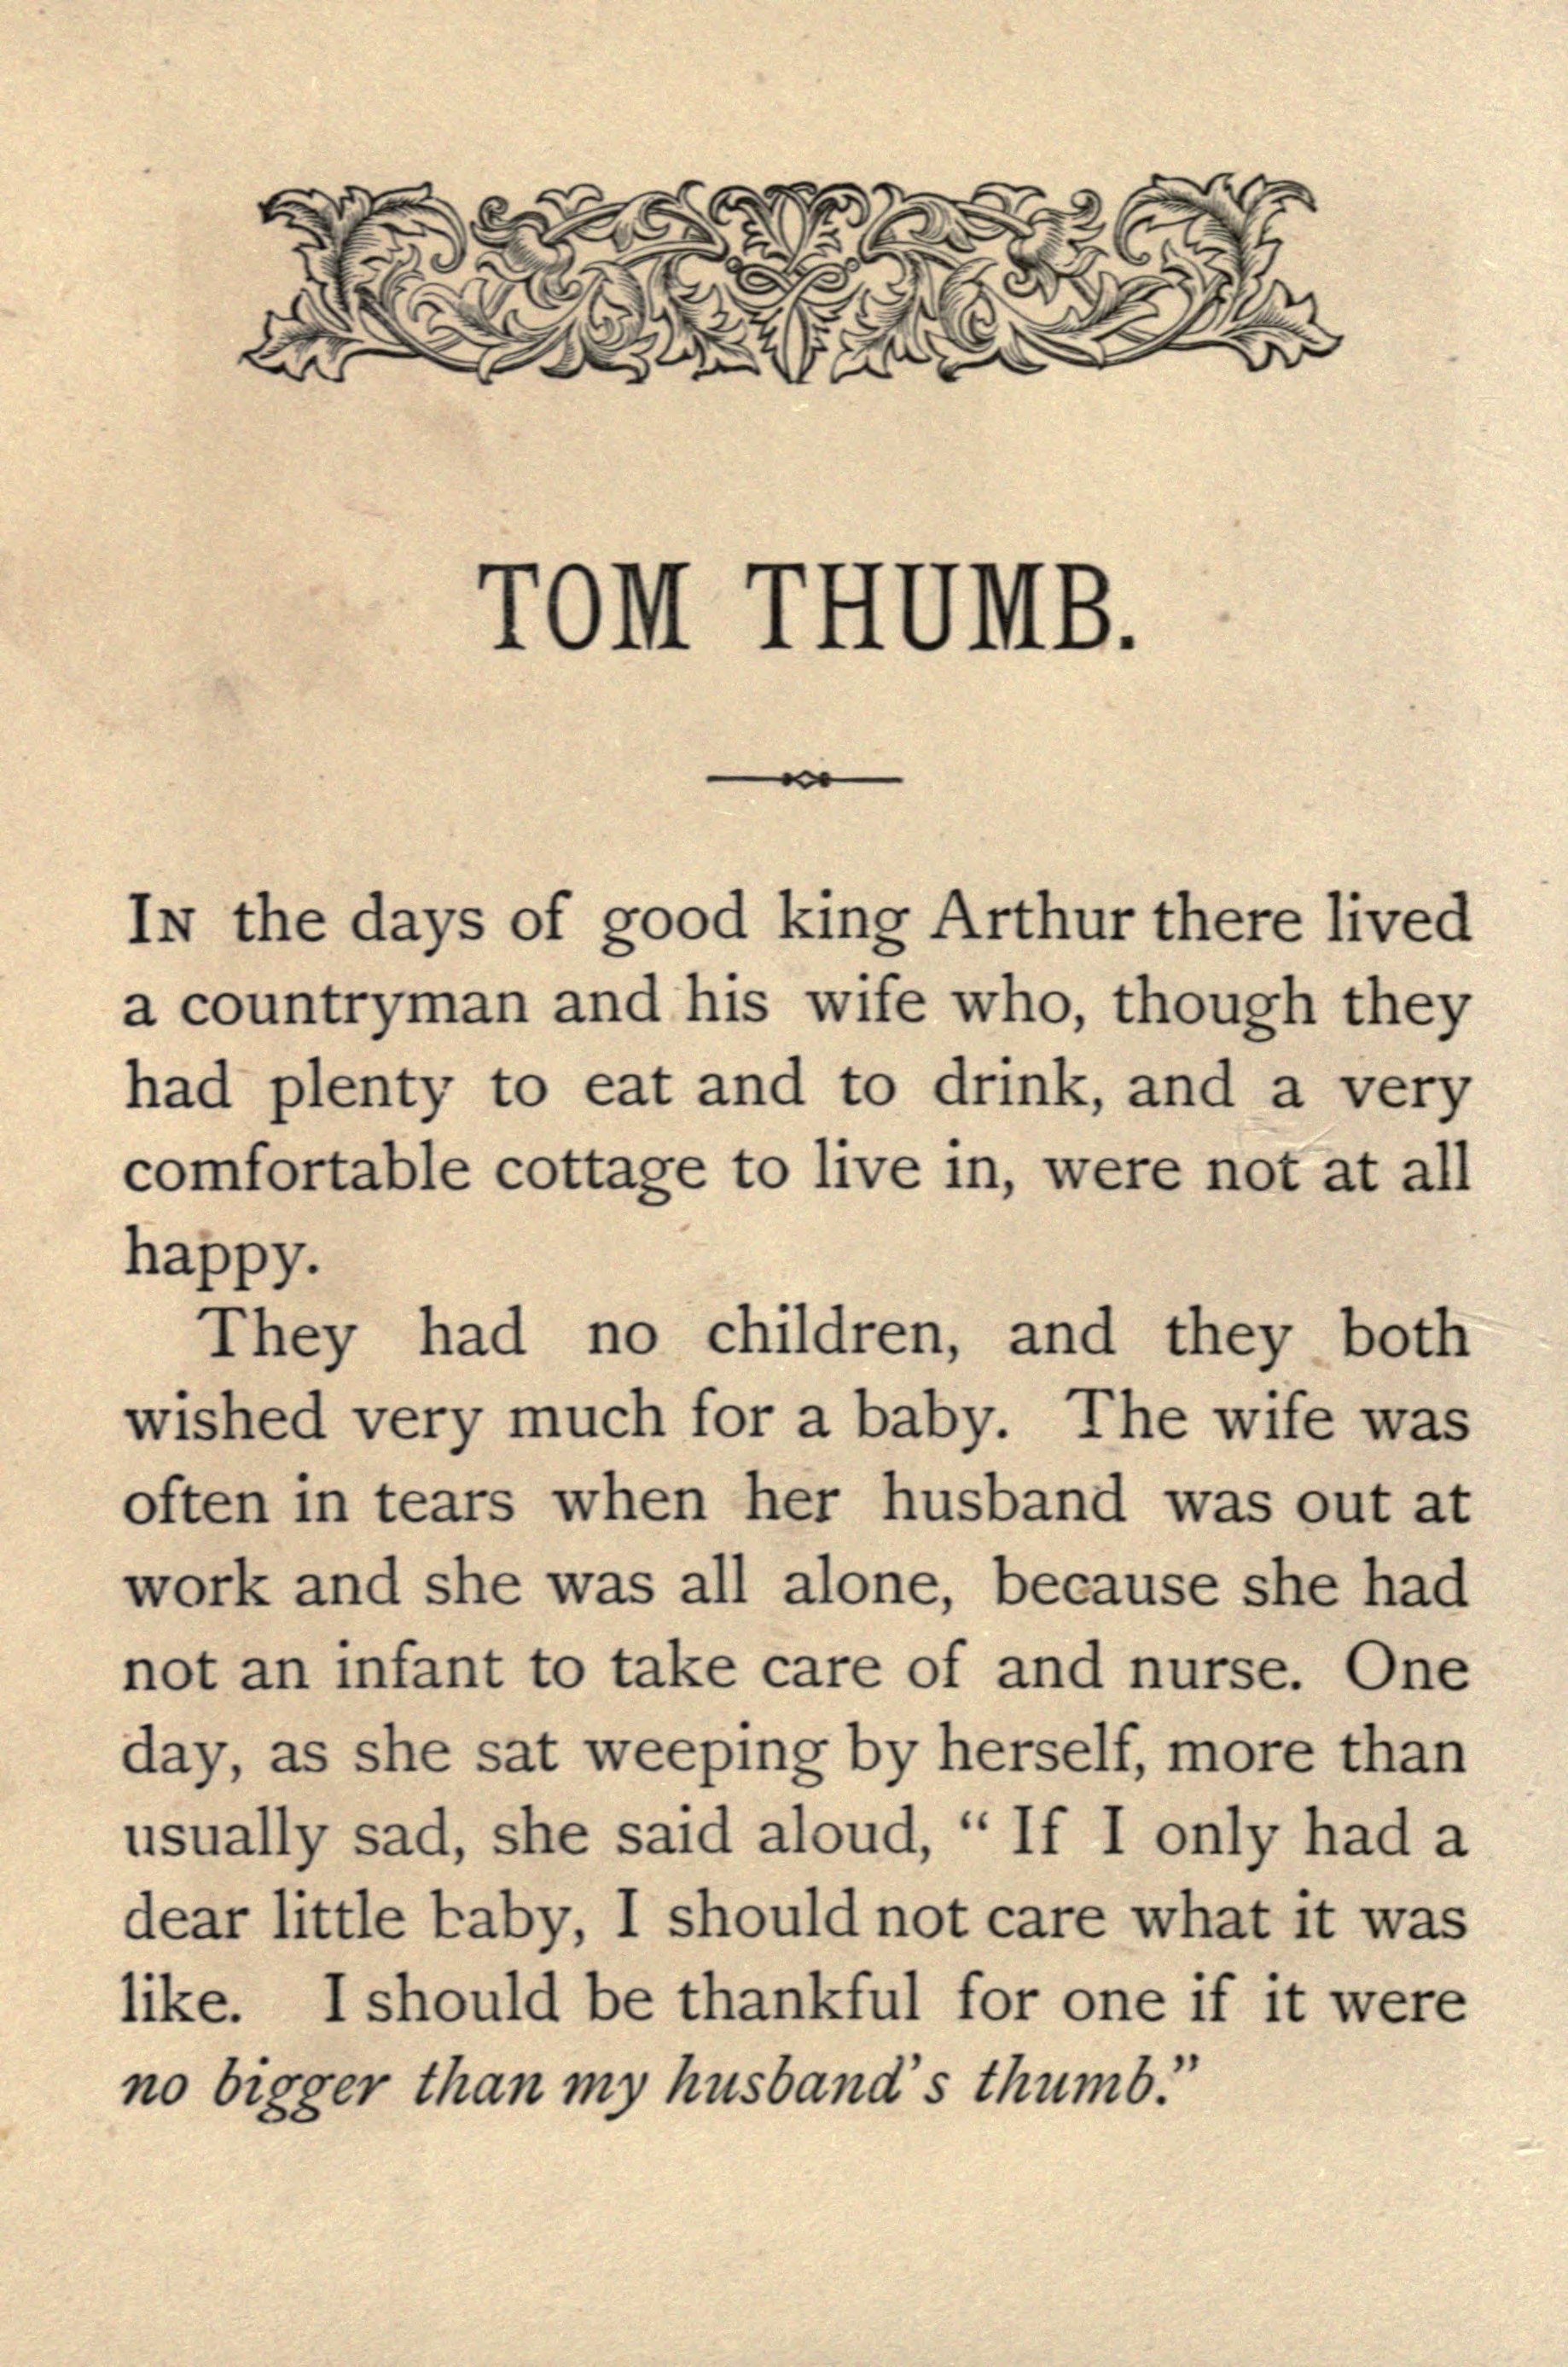 TOM THUMB.
IN the days of good king Arthur there lived
a countryman and his wife who, though they
had plenty to eat and to drink, and a very
comfortable cottage to live in, were not at all
happy.
They had no children, and they both
wished very much for a baby. The wife was
often in tears when her husband was out at
work and she was all alone, because she had
not an infant to take care of and nurse. One
day, as she sat weeping by herself, more than
usually sad, she said aloud, “ If I only had a
dear little baby, I should not care what it was
like. I should be thankful for one if it were
no bigger than my husband's thumb.”